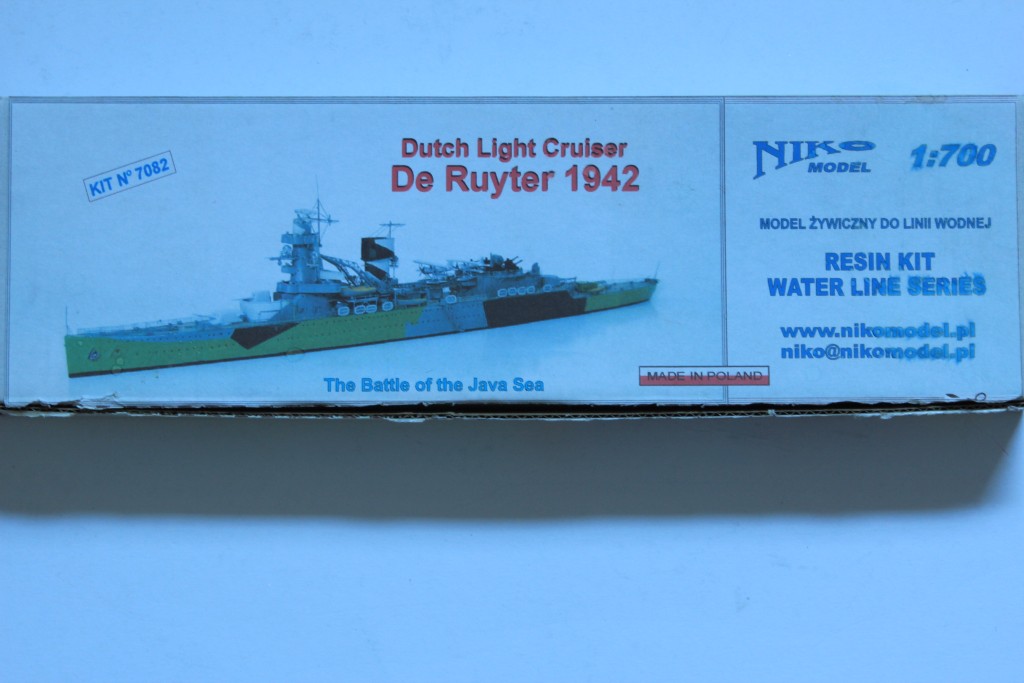 KIT Nº 7082
Dutch Light Cruiser
De Ruyter 1942
The Battle of the Java Sea
MADE IN POLAND
NIKO
MODEL
1:700
MODEL ŻYWICZNY DO LINII WODNEJ
RESIN KIT
WATER LINE SERIES
www.nikomodel.pl
niko@nikomodel.pl